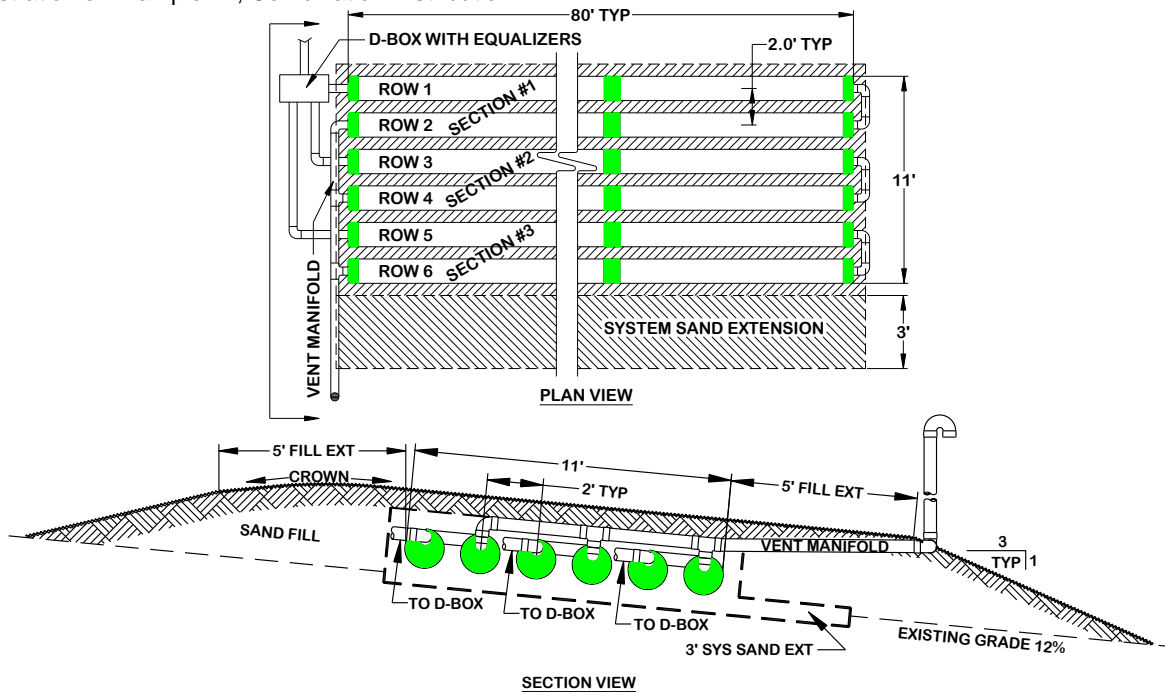 80' TYP
D-BOX WITH EQUALIZERS
2.0' TYP
ROW 1
SECTION #1
ROW 2
ROW 3
SECTION #2
ROW 4
11'
ROW 5
SECTION #3
ROW 6
VENT MANIFOLD
SYSTEM SAND EXTENSION
3'
PLAN VIEW
5' FILL EXT
11'
CROWN
2' TYP
5' FILL EXT
SAND FILL
VENT MANIFOLD
3
TYP
1
TO D-BOX
TO D-BOX
TO D-BOX
3' SYS SAND EXT
EXISTING GRADE 12%
SECTION VIEW